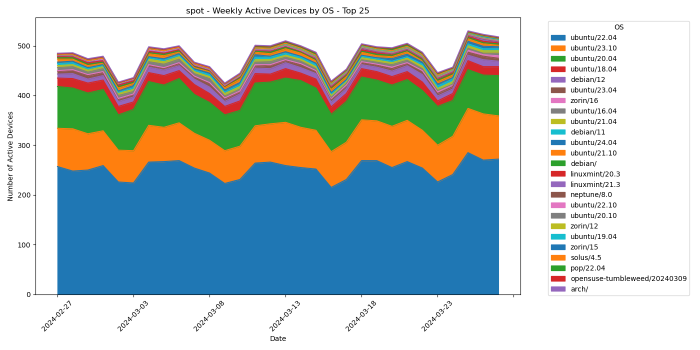 spot - Weekly Active Devices by OS - Top 25
Number of Active Devices
500
400
300
200
100
0
2024-02-27
2024-03-03
2024-03-08
2024-03-13
2024-03-18
2024-03-23
Date
OS
ubuntu/22.04
ubuntu/23.10
ubuntu/20.04
ubuntu/18.04
debian/12
ubuntu/23.04
zorin/16
ubuntu/16.04
ubuntu/21.04
debian/11
ubuntu/24.04
ubuntu/21.10
debian/
linuxmint/20.3
linuxmint/21.3
neptune/8.0
ubuntu/22.10
ubuntu/20.10
zorin/12
ubuntu/19.04
zorin/15
solus/4.5
pop/22.04
opensuse-tumbleweed/20240309
arch/